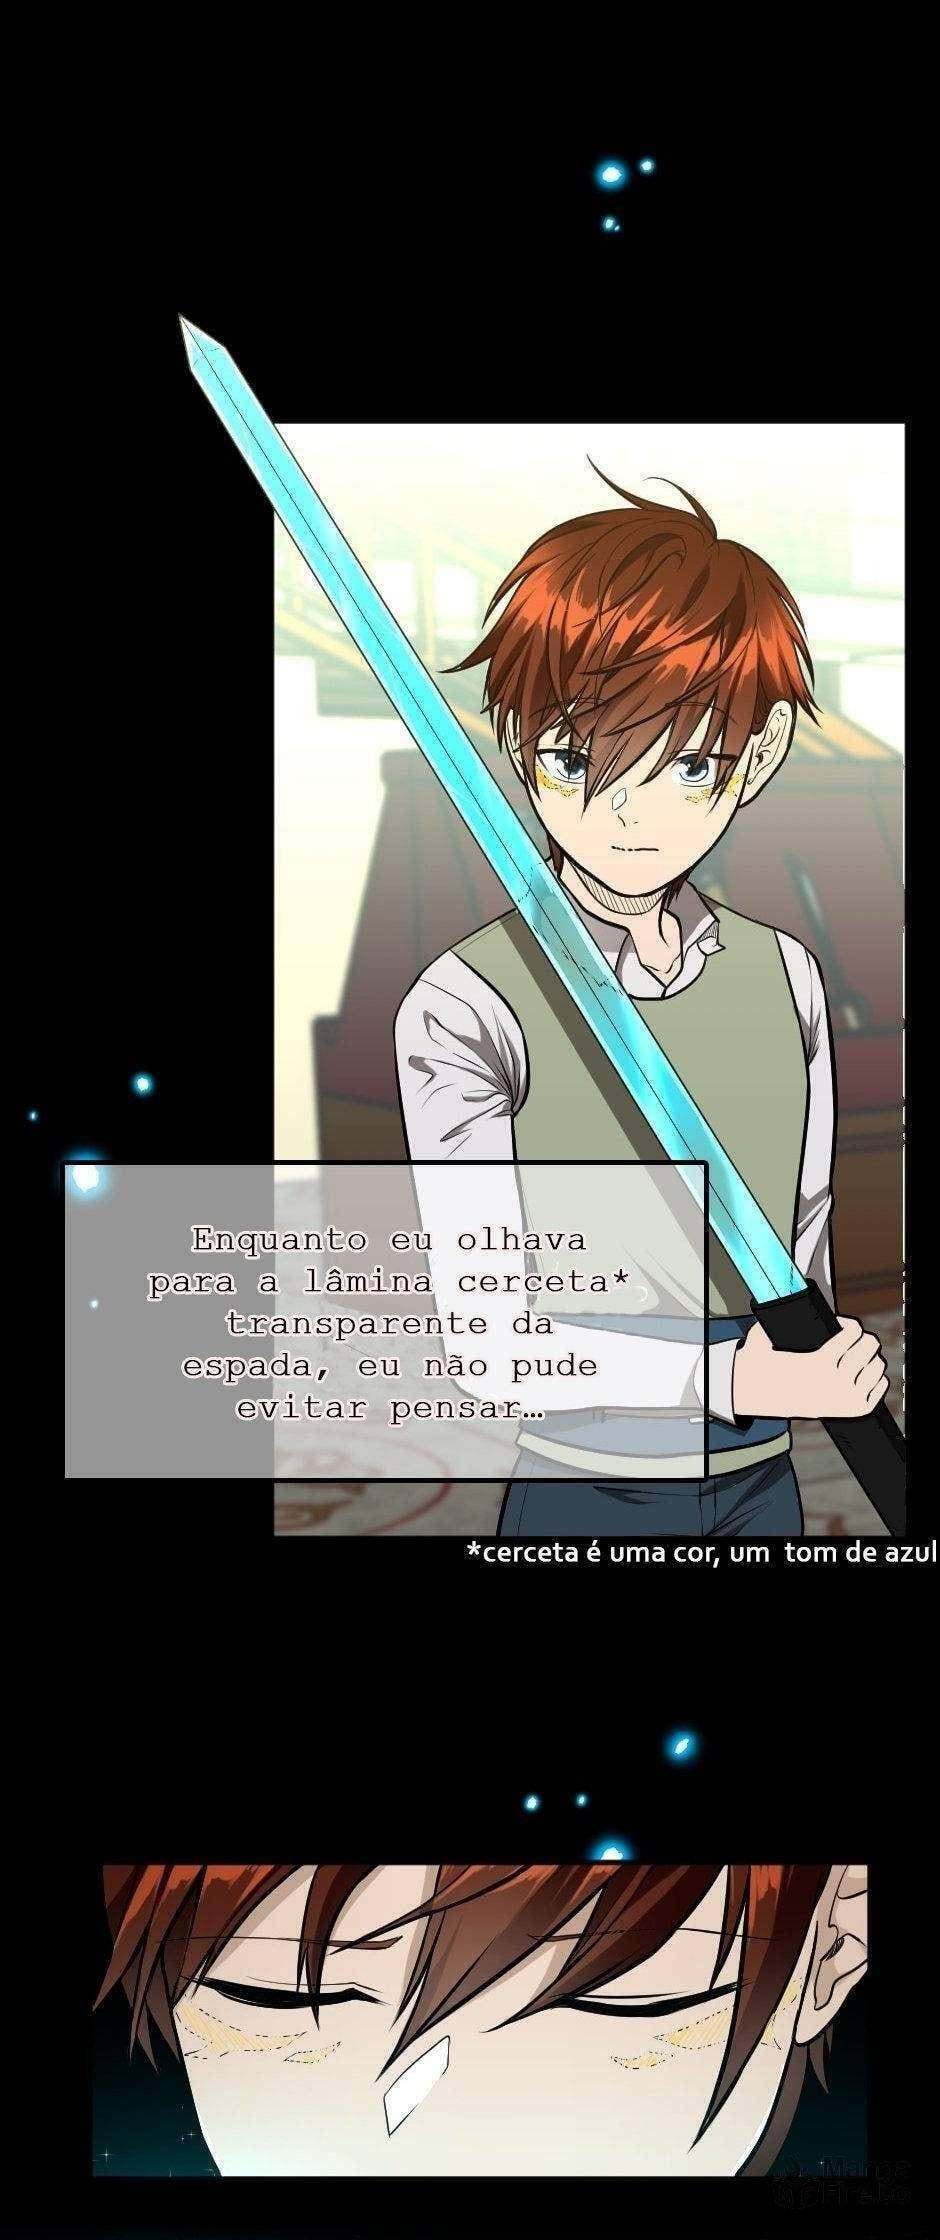 Enquanto eu olhava
para a lâmina cerceta*
transparente da
espada, eu não pude
evitar pensar…
*cerceta é uma cor, um tom de azul
Manga